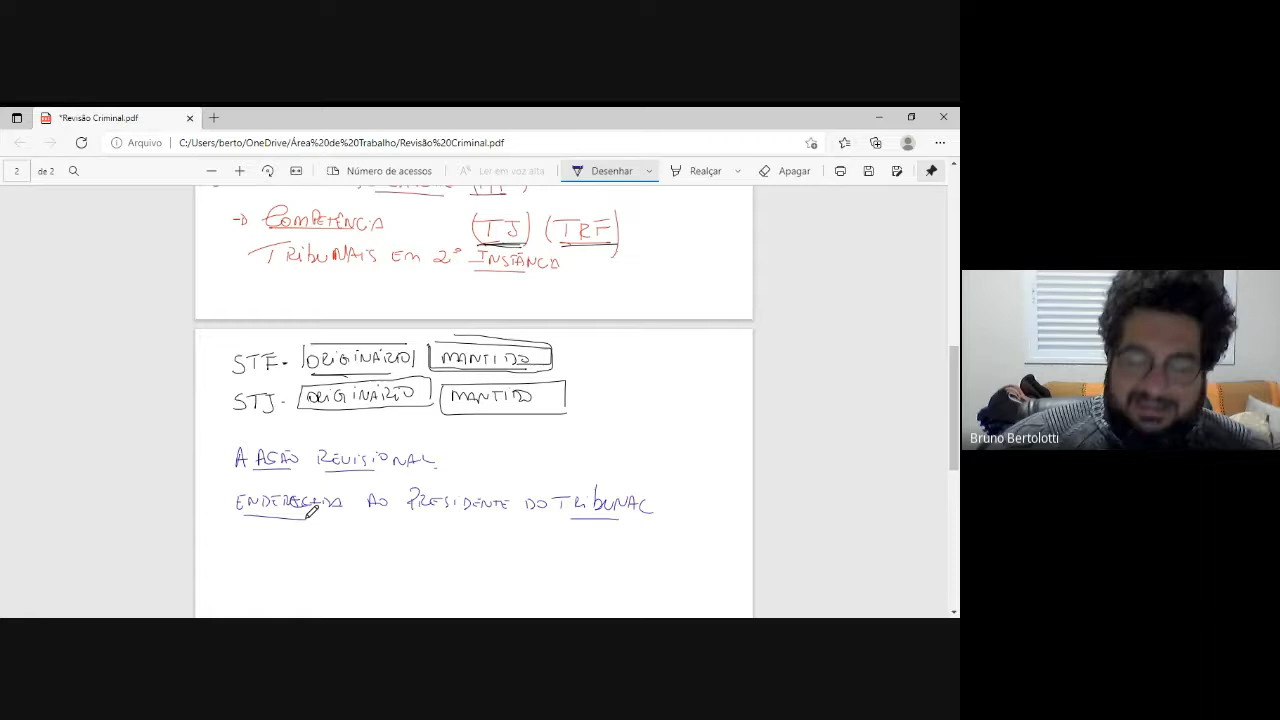 *Revisão Criminal.pdf
Arquivo C:/Users/berto/OneDrive/Área%20de%20Trabalho/Revisão%20Criminal.pdf
2 de 2 Número de acessos Ler em voz alta Desenhar Realçar Apagar
-> COMPETÊNCIA (TJ) (TRF)
TRIBUNAIS EM 2º INSTÂNCIA
STF - ORIGINÁRIO MANTIDO
STJ - ORIGINÁRIO MANTIDO
A AÇÃO REVISIONAL
ENDEREÇADA AO PRESIDENTE DO TRIBUNAL
Bruno Bertolotti